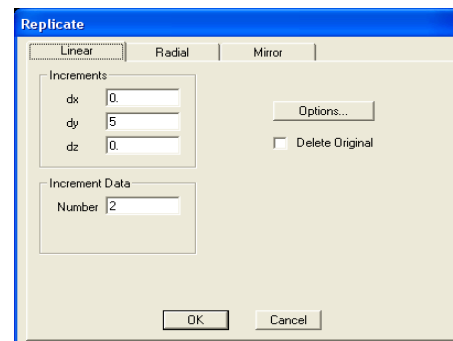 Replicate
Linear Radial Mirror
Increments
dx 0.
dy 5
dz 0.
Options...
Delete Original
Increment Data
Number 2
OK Cancel